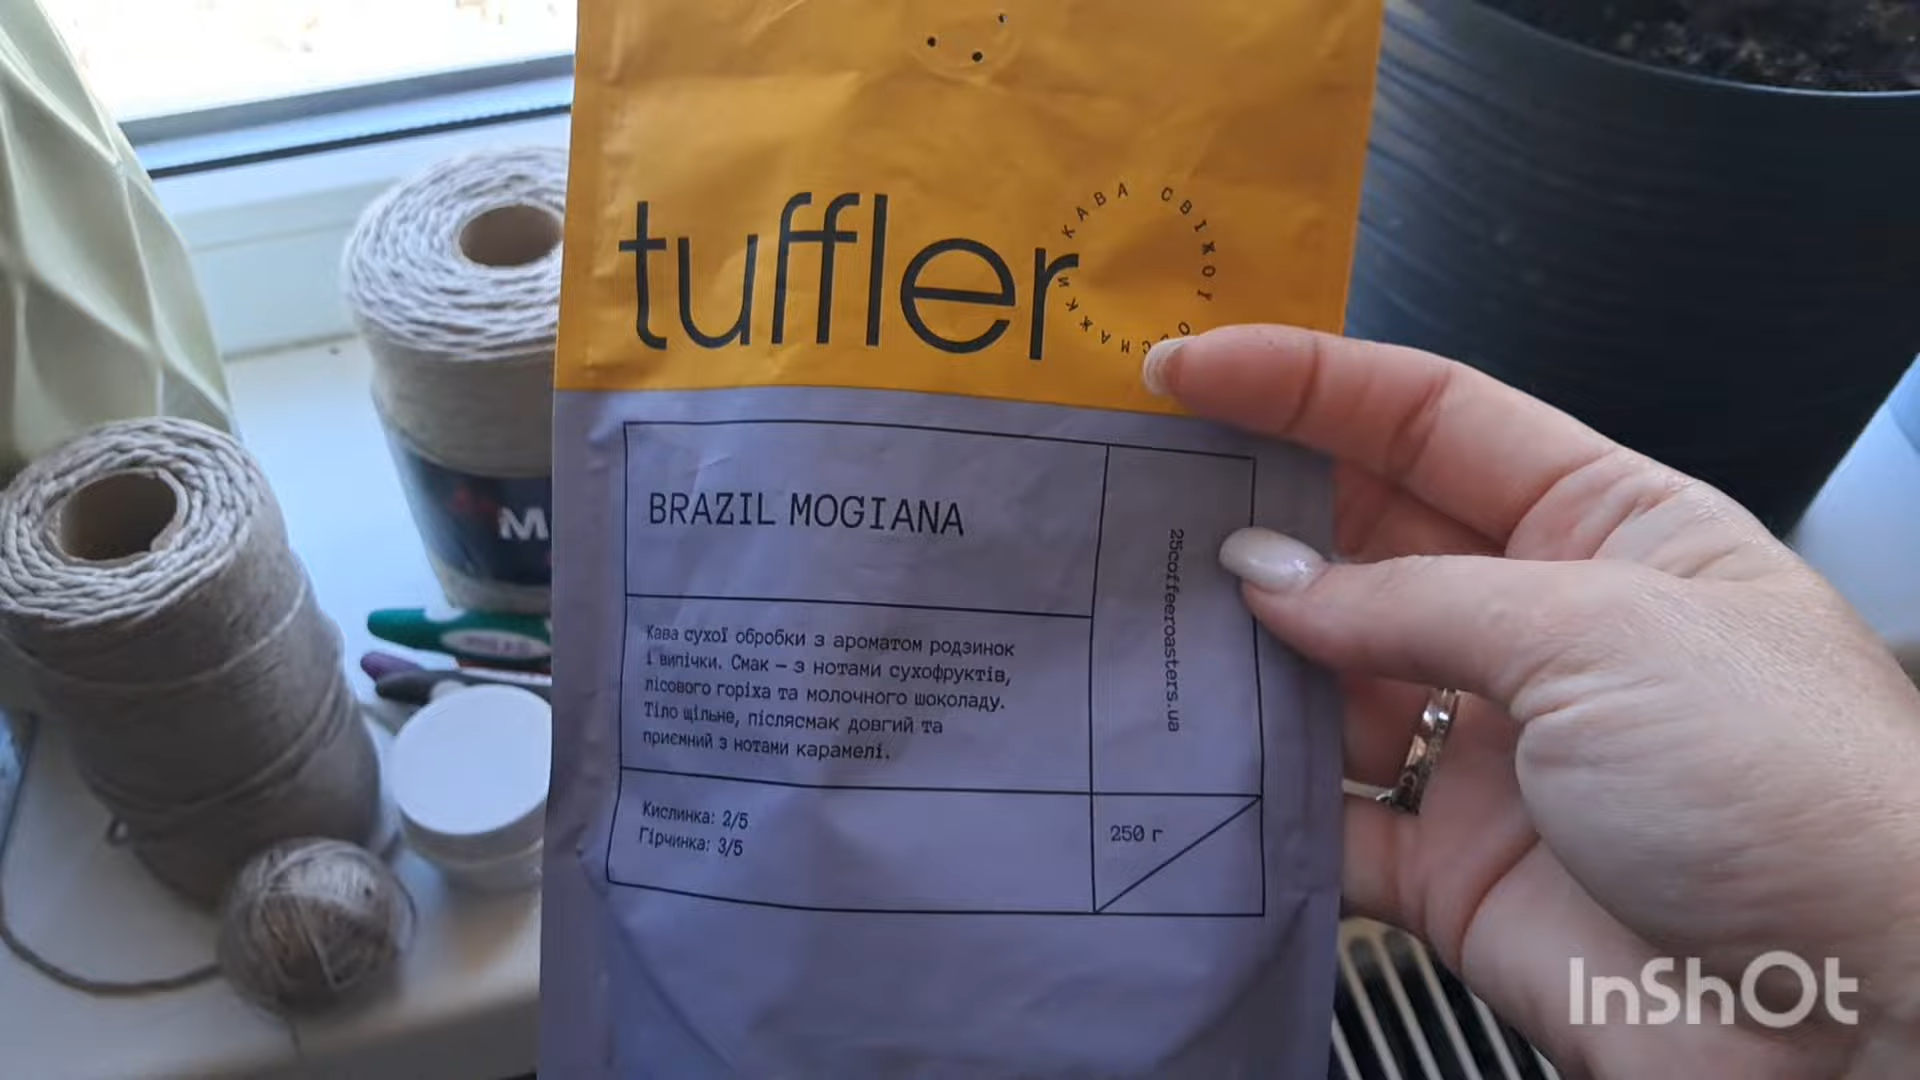 tuffler
КАВА СВІЖОГО ОБСМАЖКИ
BRAZIL MOGIANA
Кава сухої обробки з ароматом родзинок
і випічки. Смак – з нотами сухофруктів,
лісового горіха та молочного шоколаду.
Тіло щільне, післясмак довгий та
приємний з нотами карамелі.
25coffeeroasters.ua
Кислинка: 2/5
Гірчинка: 3/5
250 г
M
InShOt